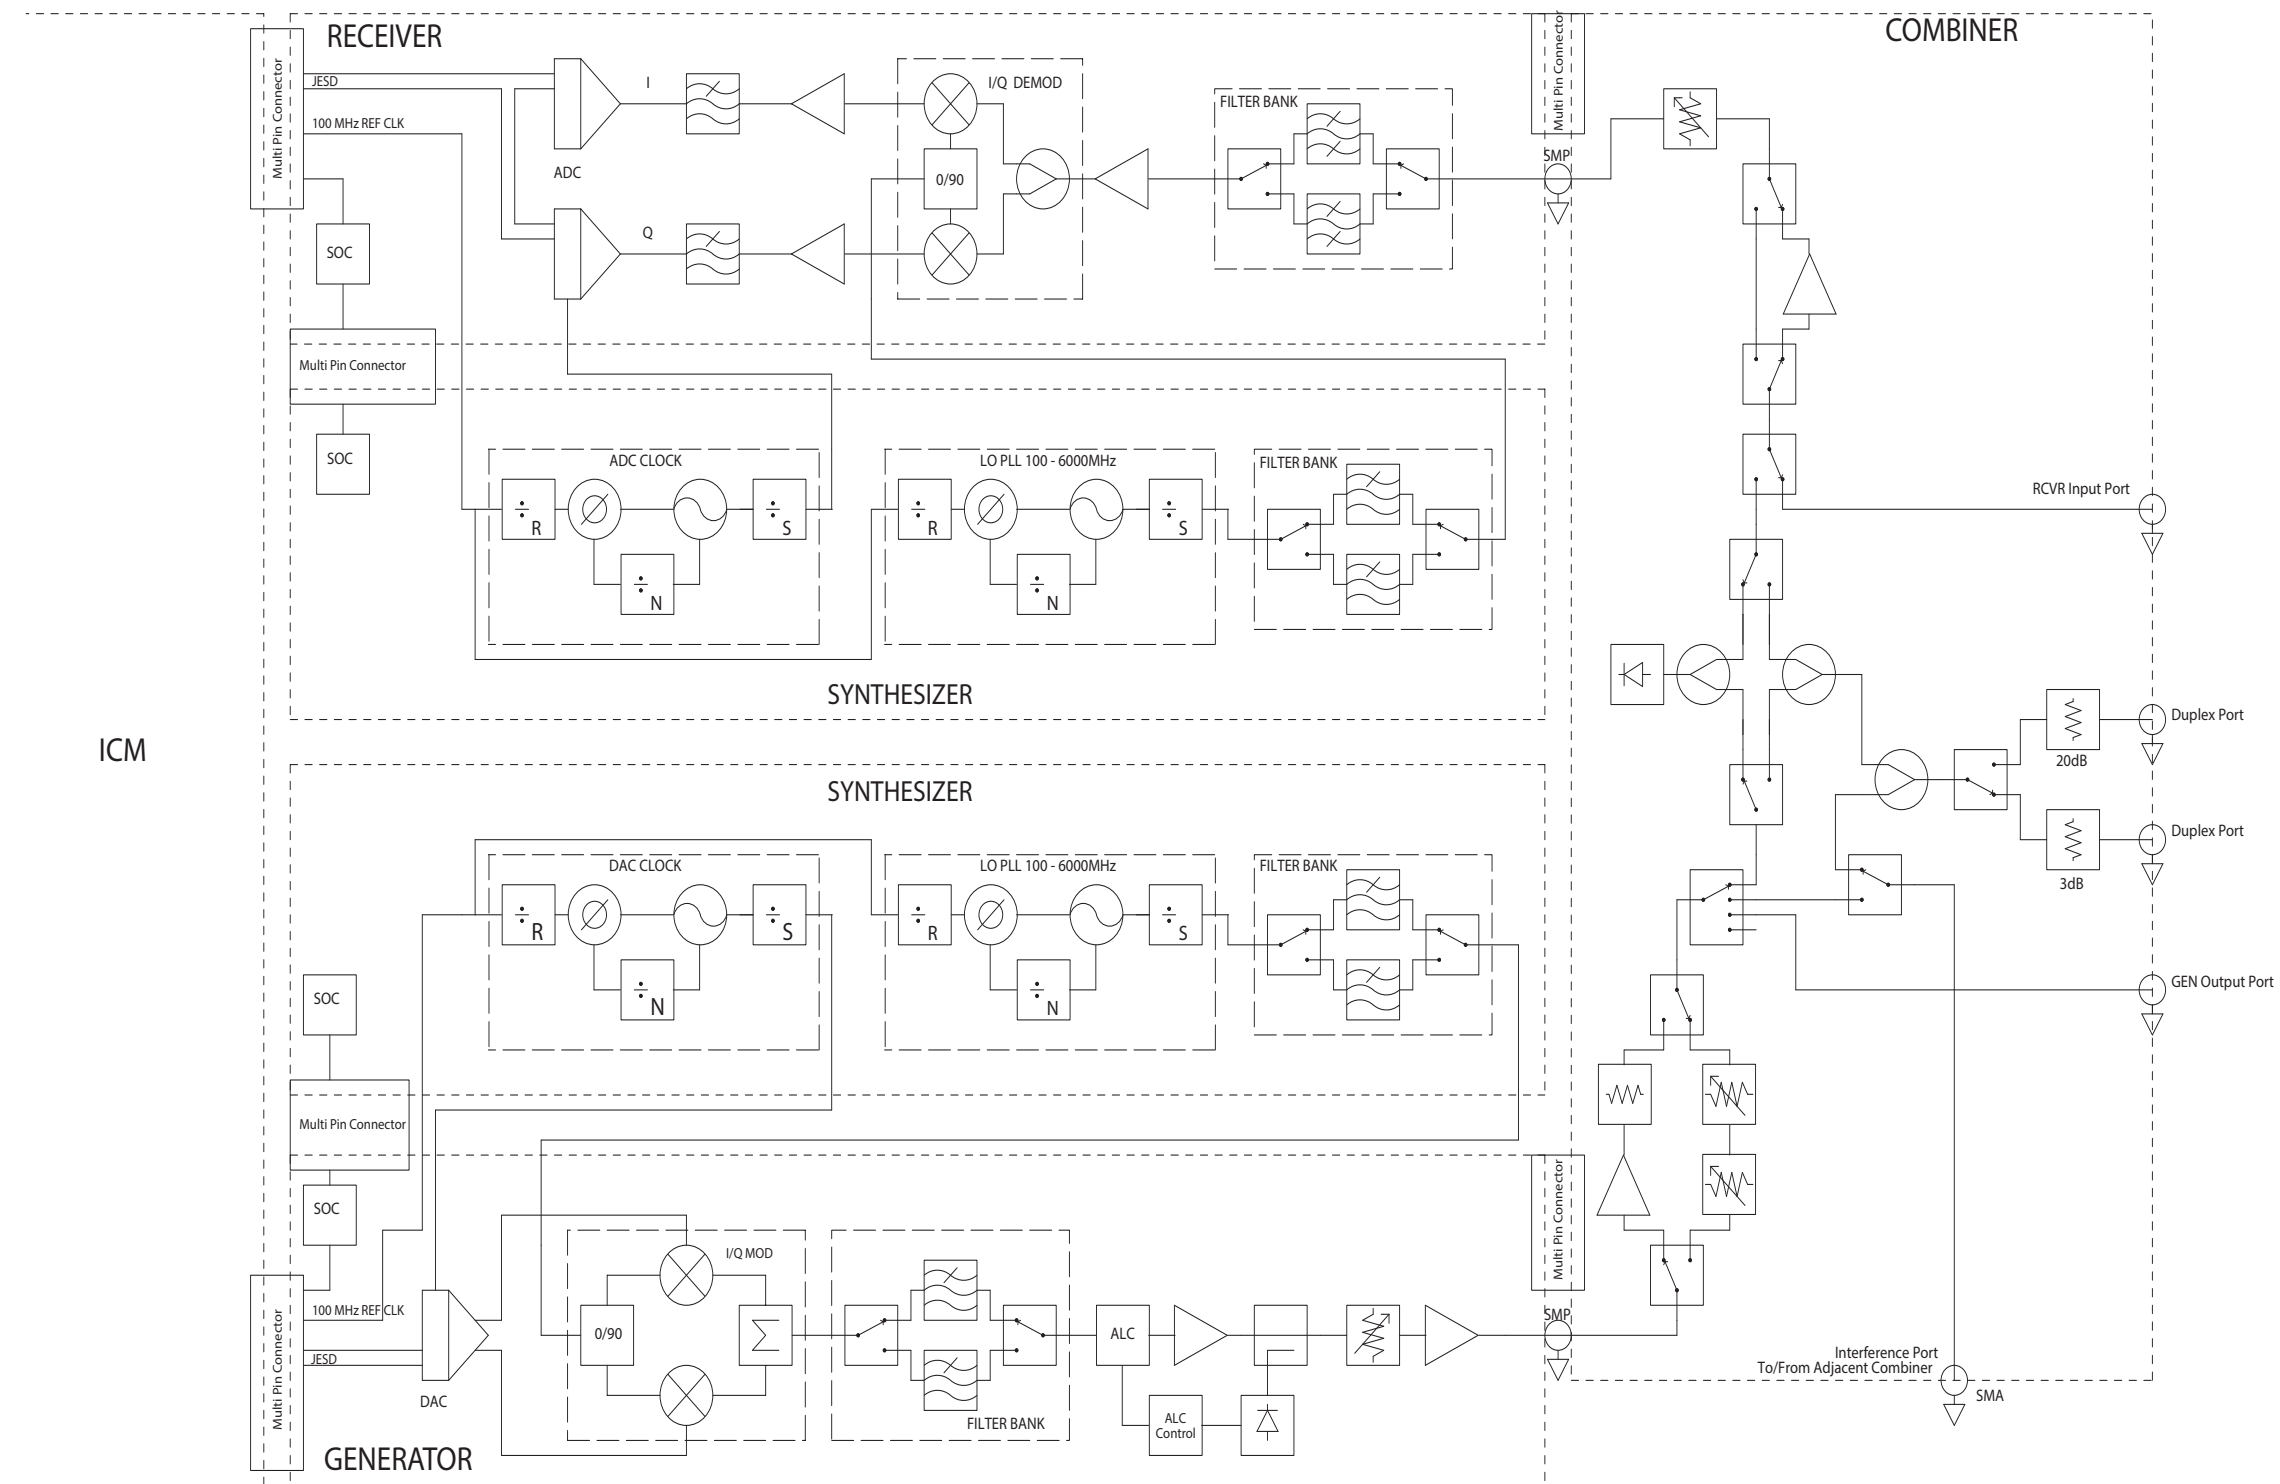 RECEIVER
COMBINER
Multi Pin Connector
JESD
100 MHz REF CLK
ADC
I
Q
I/Q DEMOD
0/90
FILTER BANK
Multi Pin Connector
SMP
SOC
Multi Pin Connector
SOC
ADC CLOCK
R
N
S
LO PLL 100 - 6000MHz
R
N
S
FILTER BANK
RCVR Input Port
SYNTHESIZER
ICM
Duplex Port
20dB
Duplex Port
3dB
SYNTHESIZER
DAC CLOCK
R
N
S
LO PLL 100 - 6000MHz
R
N
S
FILTER BANK
GEN Output Port
SOC
Multi Pin Connector
SOC
Multi Pin Connector
100 MHz REF CLK
JESD
DAC
I/Q MOD
0/90
FILTER BANK
ALC
ALC
Control
Multi Pin Connector
SMP
Interference Port
To/From Adjacent Combiner
SMA
GENERATOR